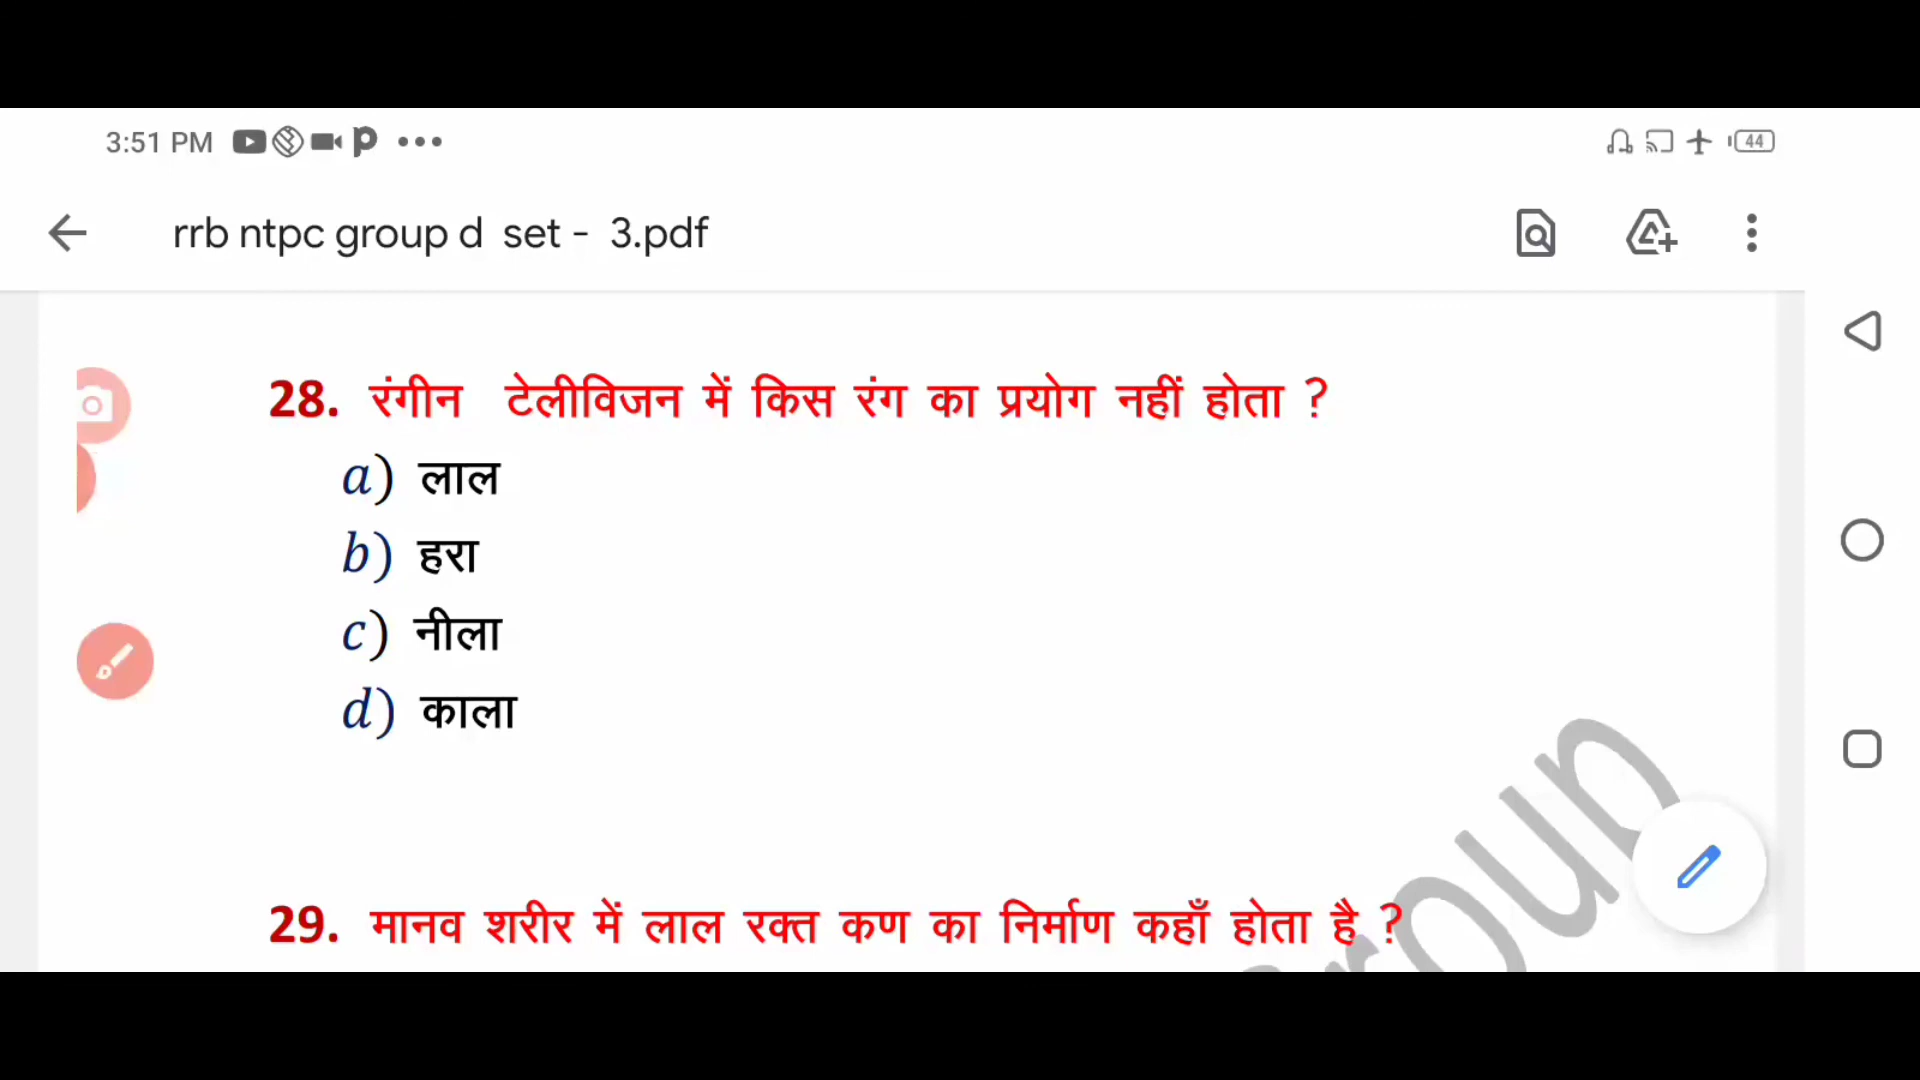 3:51 PM
44
rrb ntpc group d set - 3.pdf
28. रंगीन टेलीविजन में किस रंग का प्रयोग नहीं होता ?
a) लाल
b) हरा
c) नीला
d) काला
29. मानव शरीर में लाल रक्त कण का निर्माण कहाँ होता है ?